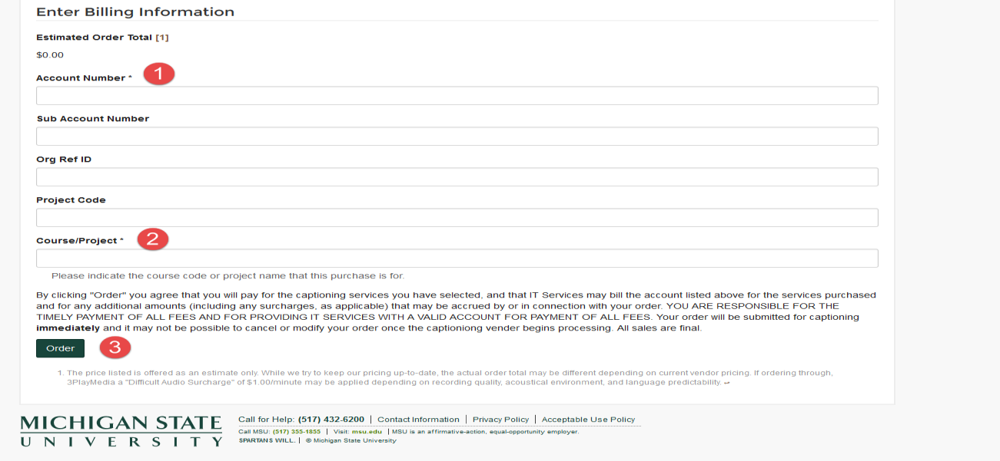 Enter Billing Information
Estimated Order Total [1]
$0.00
Account Number * 1
Sub Account Number
Org Ref ID
Project Code
Course/Project * 2
Please indicate the course code or project name that this purchase is for.
By clicking "Order" you agree that you will pay for the captioning services you have selected, and that IT Services may bill the account listed above for the services purchased
and for any additional amounts (including any surcharges, as applicable) that may be accrued by or in connection with your order. YOU ARE RESPONSIBLE FOR THE
TIMELY PAYMENT OF ALL FEES AND FOR PROVIDING IT SERVICES WITH A VALID ACCOUNT FOR PAYMENT OF ALL FEES. Your order will be submitted for captioning
immediately and it may not be possible to cancel or modify your order once the captiониng vender begins processing. All sales are final.
Order 3
1. The price listed is offered as an estimate only. While we try to keep our pricing up-to-date, the actual order total may be different depending on current vendor pricing. If ordering through,
3PlayMedia a "Difficult Audio Surcharge" of $1.00/minute may be applied depending on recording quality, acoustical environment, and language predictability. ↩
MICHIGAN STATE
UNIVERSITY
Call for Help: (517) 432-6200 | Contact Information | Privacy Policy | Acceptable Use Policy
Call MSU: (517) 355-1855 | Visit: msu.edu | MSU is an affirmative-action, equal-opportunity employer.
SPARTANS WILL. | © Michigan State University